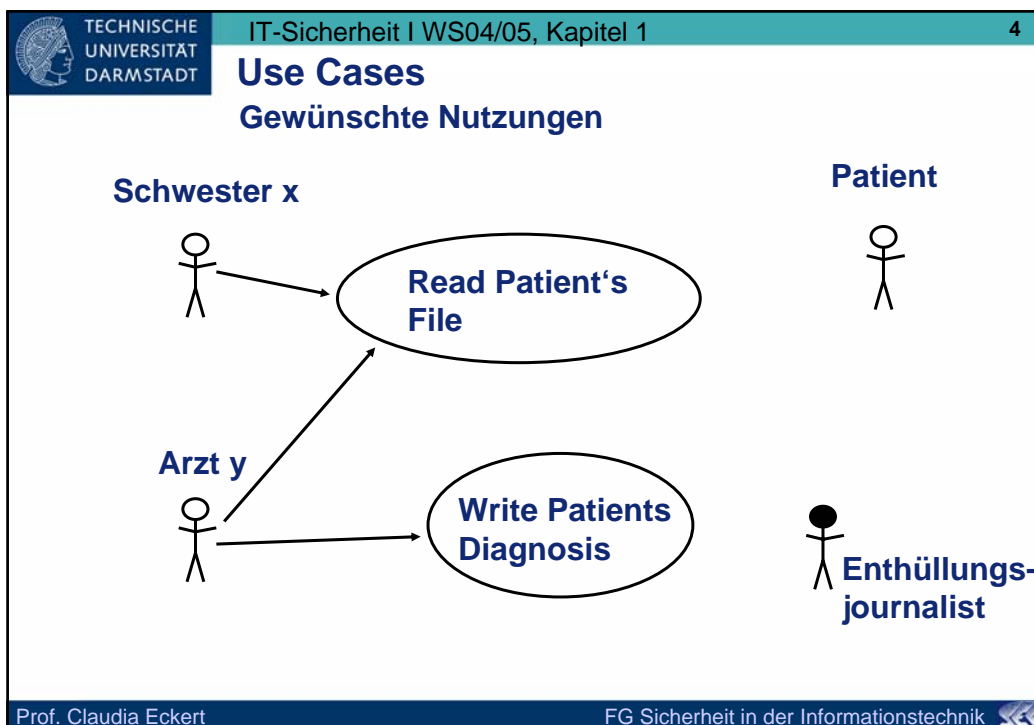 TECHNISCHE
UNIVERSITÄT
DARMSTADT
IT-Sicherheit I WS04/05, Kapitel 1
4
Use Cases
Gewünschte Nutzungen
Schwester x
Patient
Read Patient‘s
File
Arzt y
Write Patients
Diagnosis
Enthüllungs-
journalist
Prof. Claudia Eckert
FG Sicherheit in der Informationstechnik